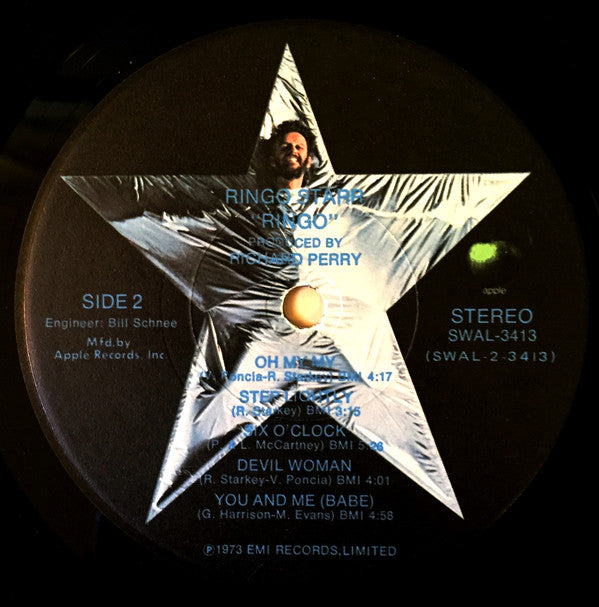 RINGO STARR
"RINGO"
PRODUCED BY
RICHARD PERRY
SIDE 2
Engineer: Bill Schnee
Mfd.by
Apple Records, Inc.
apple
STEREO
SWAL-3413
(SWAL-2-3413)
OH MY MY
(V. Poncia-R. Starkey) BMI 4:17
STEP LIGHTLY
(R. Starkey) BMI 3:15
SIX O'CLOCK
(P. & L. McCartney) BMI 5:26
DEVIL WOMAN
(R. Starkey-V. Poncia) BMI 4:01
YOU AND ME (BABE)
(G. Harrison-M. Evans) BMI 4:58
Ⓟ1973 EMI RECORDS,LIMITED